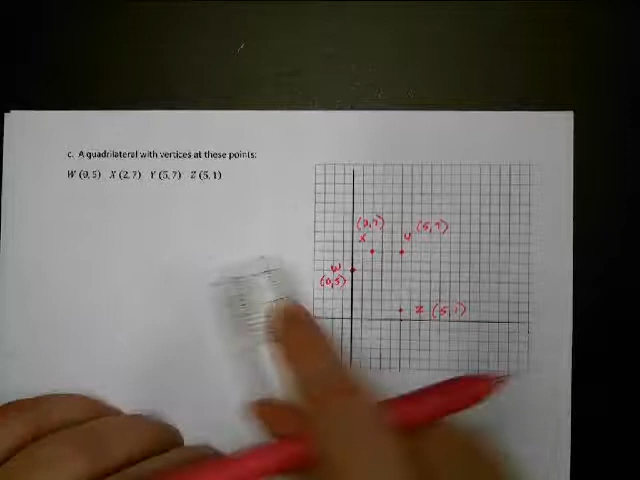 c. A quadrilateral with vertices at these points:
W (0, 5) X (2, 7) Y (5, 7) Z (5, 1)
(2,7) (5,7)
X Y
W
(0,5)
Z (5,1)